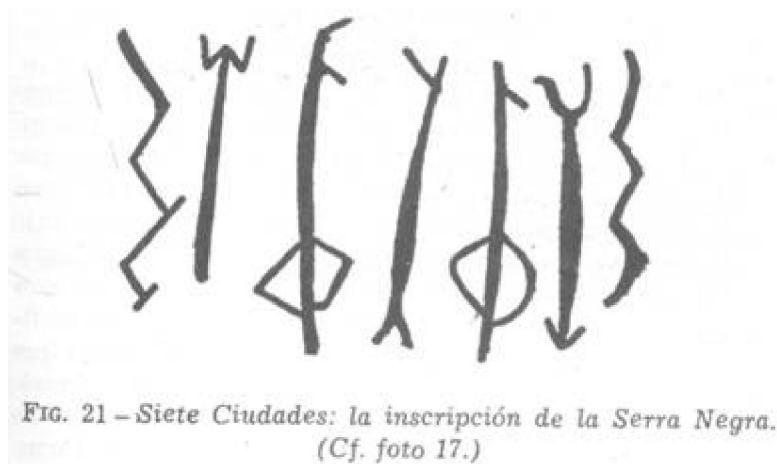 FIG. 21 – Siete Ciudades: la inscripción de la Serra Negra.
(Cf. foto 17.)